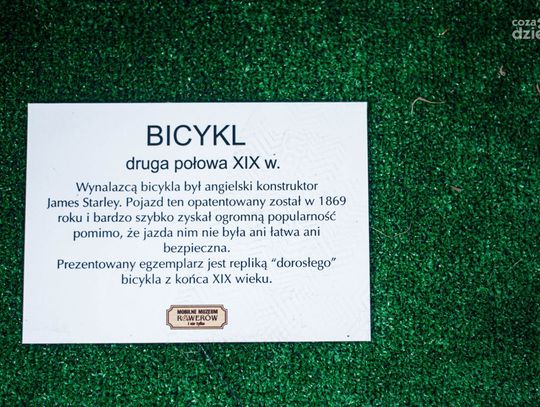 BICYKL
druga połowa XIX w.
Wynalazcą bicykla był angielski konstruktor
James Starley. Pojazd ten opatentowany został w 1869
roku i bardzo szybko zyskał ogromną popularność
pomimo, że jazda nim nie była ani łatwa ani
bezpieczna.
Prezentowany egzemplarz jest repliką “dorosłego”
bicykla z końca XIX wieku.
MOBILNE MUZEUM
ROWERÓW
i nie tylko